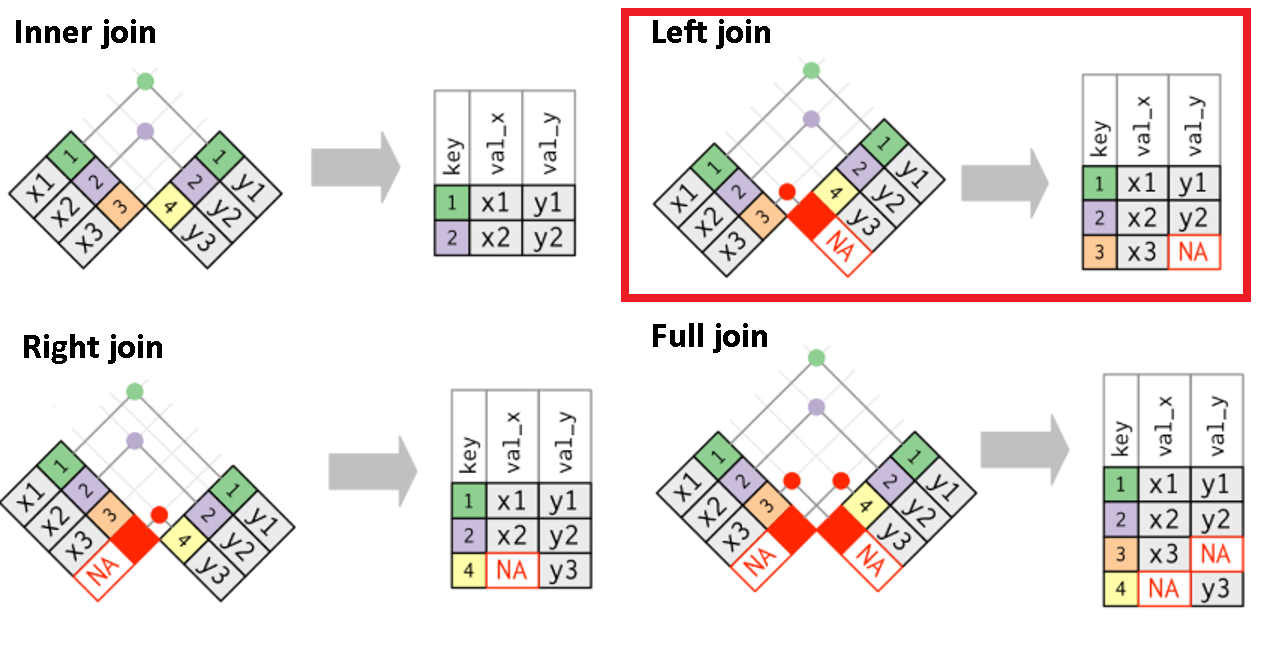 Inner join
1 x1 2 x2 3 x3
1 y1 2 y2 4 y3
key val_x val_y
1 x1 y1
2 x2 y2
Left join
1 x1 2 x2 3 x3
1 y1 2 y2 4 y3 NA
key val_x val_y
1 x1 y1
2 x2 y2
3 x3 NA
Right join
1 x1 2 x2 3 x3 NA
1 y1 2 y2 4 y3
key val_x val_y
1 x1 y1
2 x2 y2
4 NA y3
Full join
1 x1 2 x2 3 x3 NA
1 y1 2 y2 4 y3 NA
key val_x val_y
1 x1 y1
2 x2 y2
3 x3 NA
4 NA y3